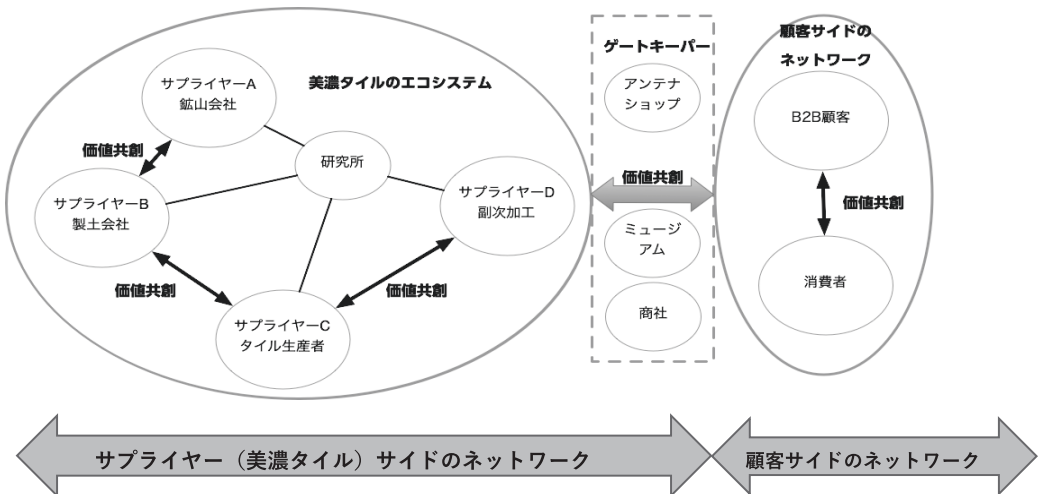 美濃タイルのエコシステム
サプライヤーA
鉱山会社
価値共創
研究所
サプライヤーB
製土会社
サプライヤーD
副次加工
価値共創
価値共創
サプライヤーC
タイル生産者
ゲートキーパー
アンテナ
ショップ
価値共創
ミュージ
アム
商社
顧客サイドの
ネットワーク
B2B顧客
価値共創
消費者
サプライヤー（美濃タイル）サイドのネットワーク
顧客サイドのネットワーク